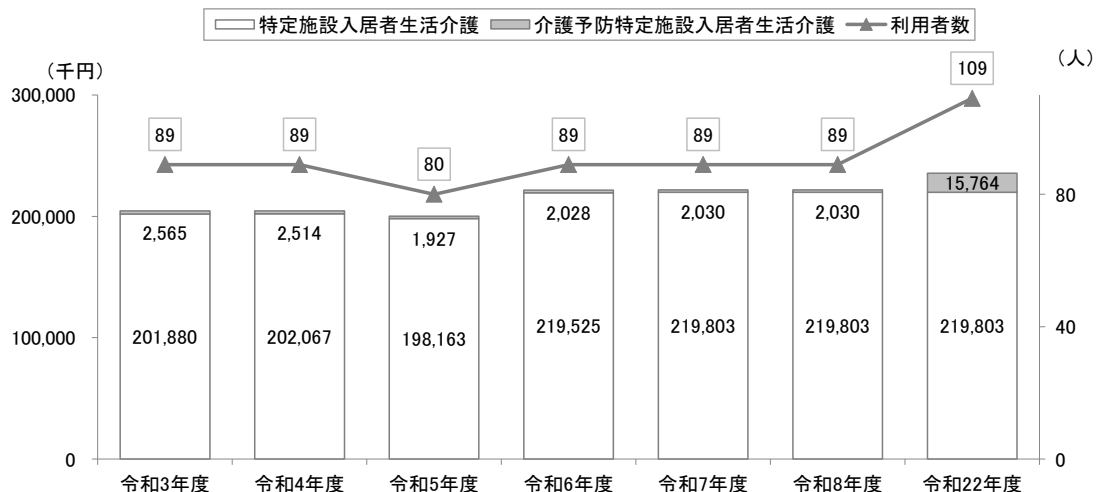 特定施設入居者生活介護 介護予防特定施設入居者生活介護 利用者数
（千円） （人）
109
300,000
89 89 89 89 89
80
15,764
200,000 80
2,565 2,514 1,927 2,028 2,030 2,030
201,880 202,067 198,163 219,525 219,803 219,803 219,803
100,000 40
0 0
令和3年度 令和4年度 令和5年度 令和6年度 令和7年度 令和8年度 令和22年度